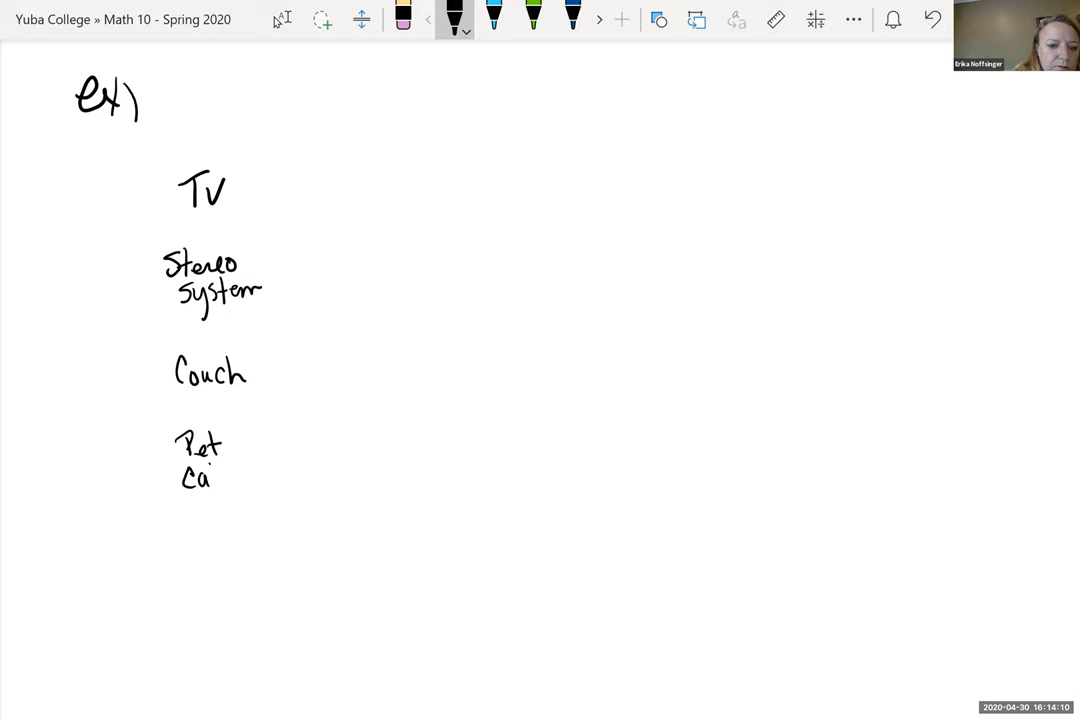 Yuba College » Math 10 - Spring 2020
Erika Noffsinger
ex)
TV
Stereo
System
Couch
Pet
Ca
2020-04-30 16:14:10